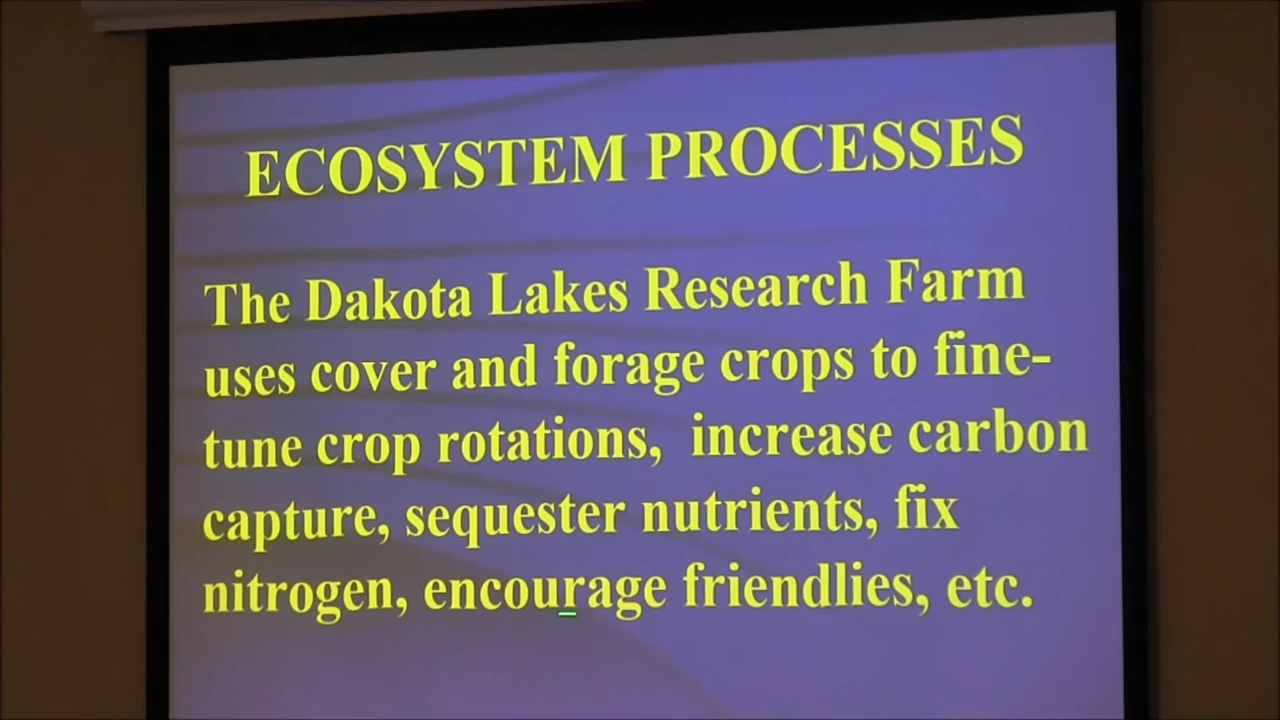 ECOSYSTEM PROCESSES
The Dakota Lakes Research Farm
uses cover and forage crops to fine-
tune crop rotations,  increase carbon
capture, sequester nutrients, fix
nitrogen, encourage friendlies, etc.